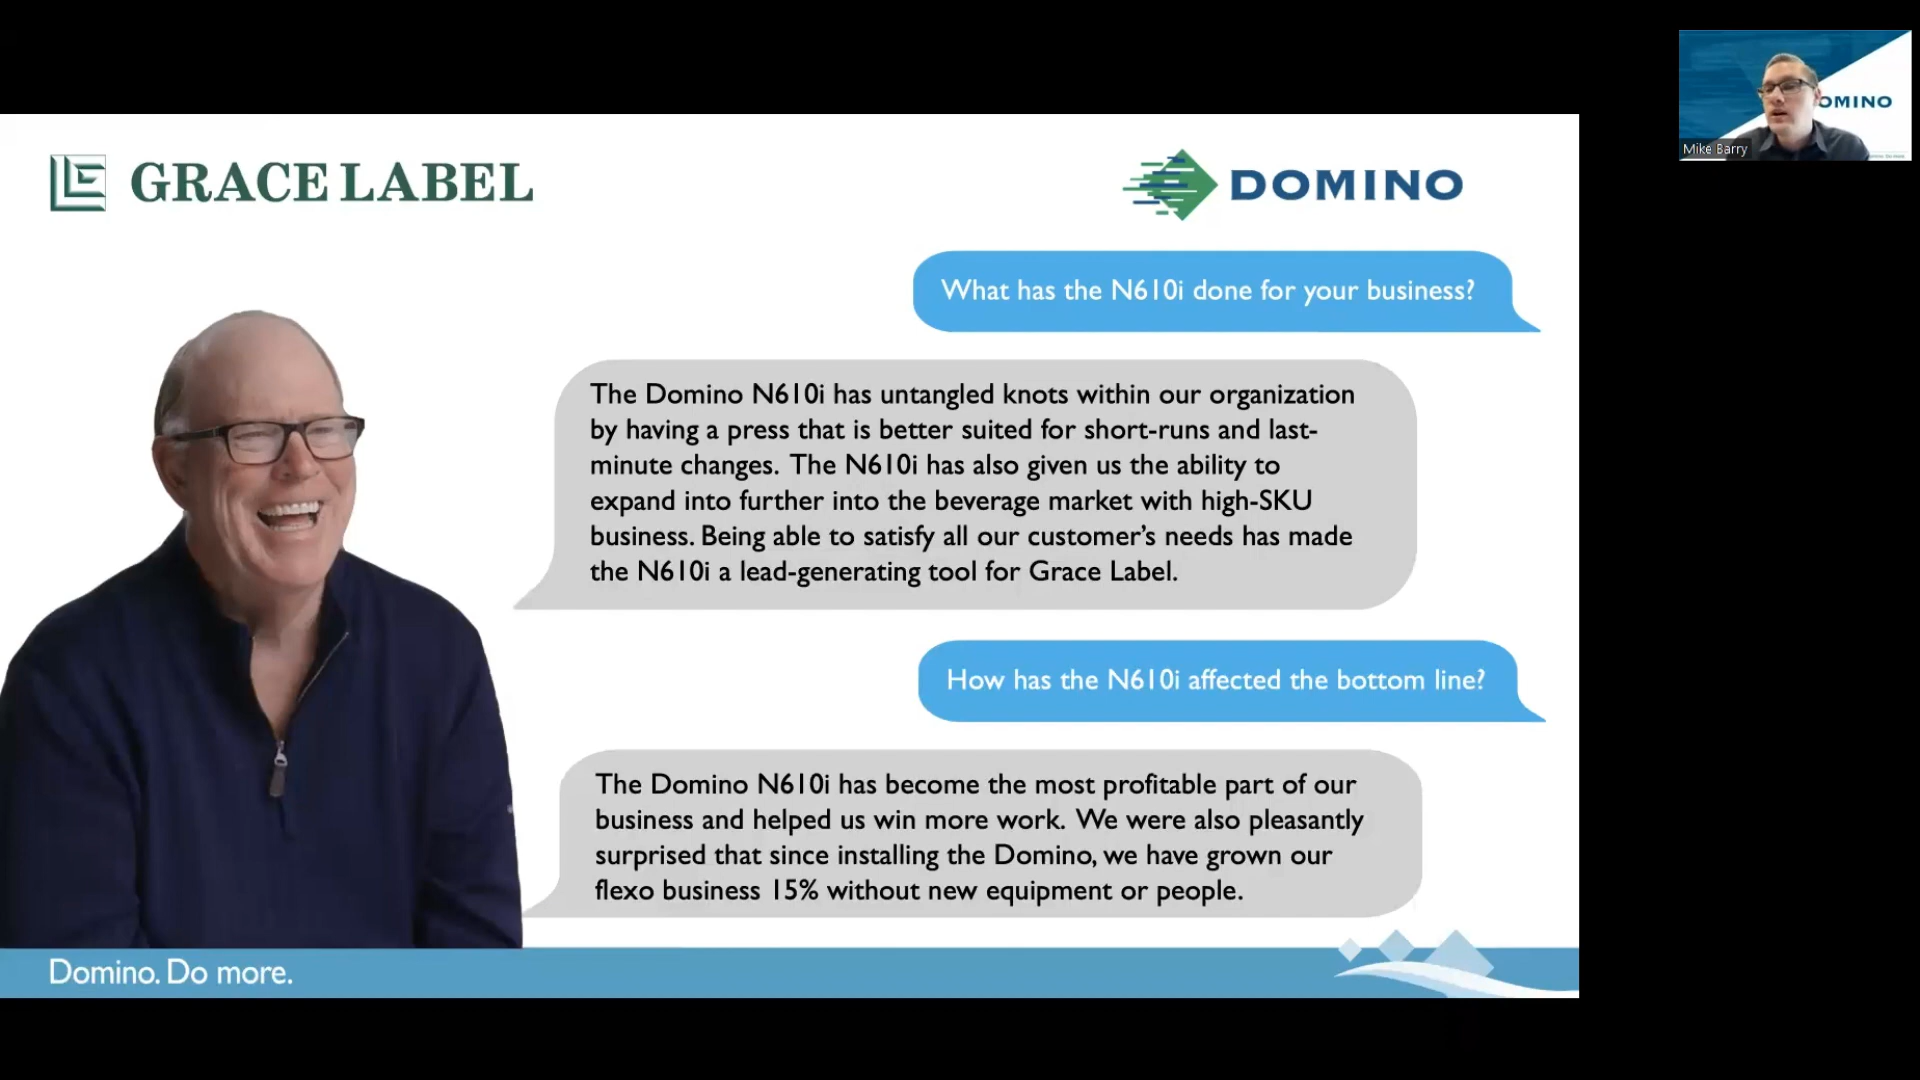 GRACE LABEL
DOMINO
What has the N610i done for your business?
The Domino N610i has untangled knots within our organization
by having a press that is better suited for short-runs and last-
minute changes. The N610i has also given us the ability to
expand into further into the beverage market with high-SKU
business. Being able to satisfy all our customer's needs has made
the N610i a lead-generating tool for Grace Label.
How has the N610i affected the bottom line?
The Domino N610i has become the most profitable part of our
business and helped us win more work. We were also pleasantly
surprised that since installing the Domino, we have grown our
flexo business 15% without new equipment or people.
Domino. Do more.
OMINO
Mike Barry